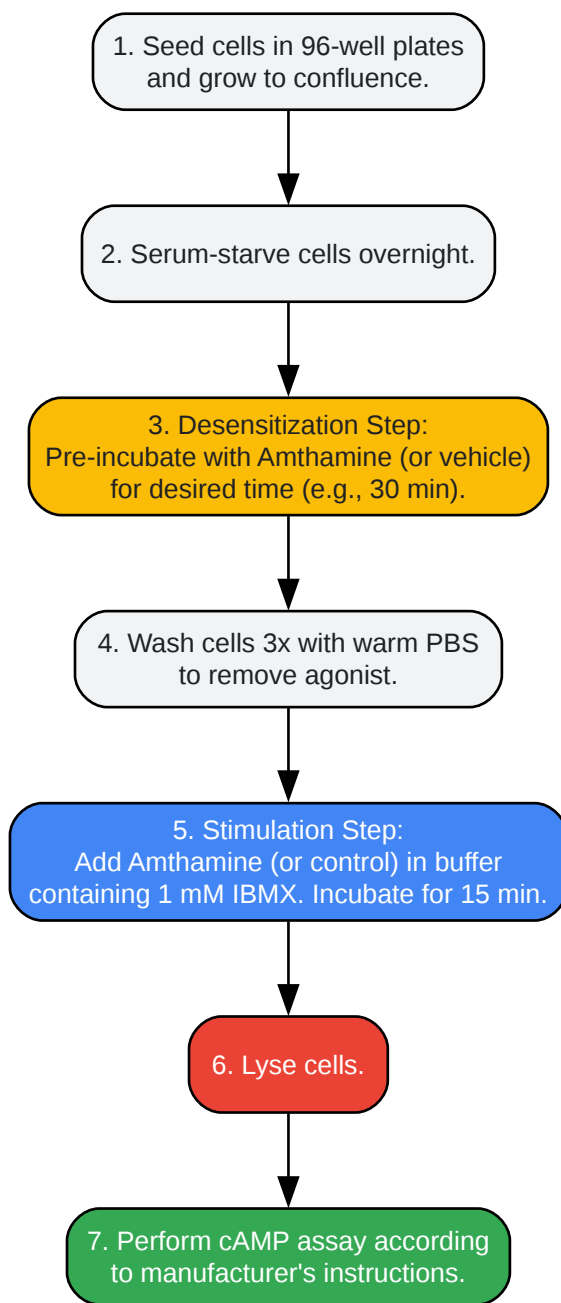 1. Seed cells in 96-well plates
and grow to confluence.
2. Serum-starve cells overnight.
3. Desensitization Step:
Pre-incubate with Amthamine (or vehicle)
for desired time (e.g., 30 min).
4. Wash cells 3x with warm PBS
to remove agonist.
5. Stimulation Step:
Add Amthamine (or control) in buffer
containing 1 mM IBMX. Incubate for 15 min.
6. Lyse cells.
7. Perform cAMP assay according
to manufacturer's instructions.